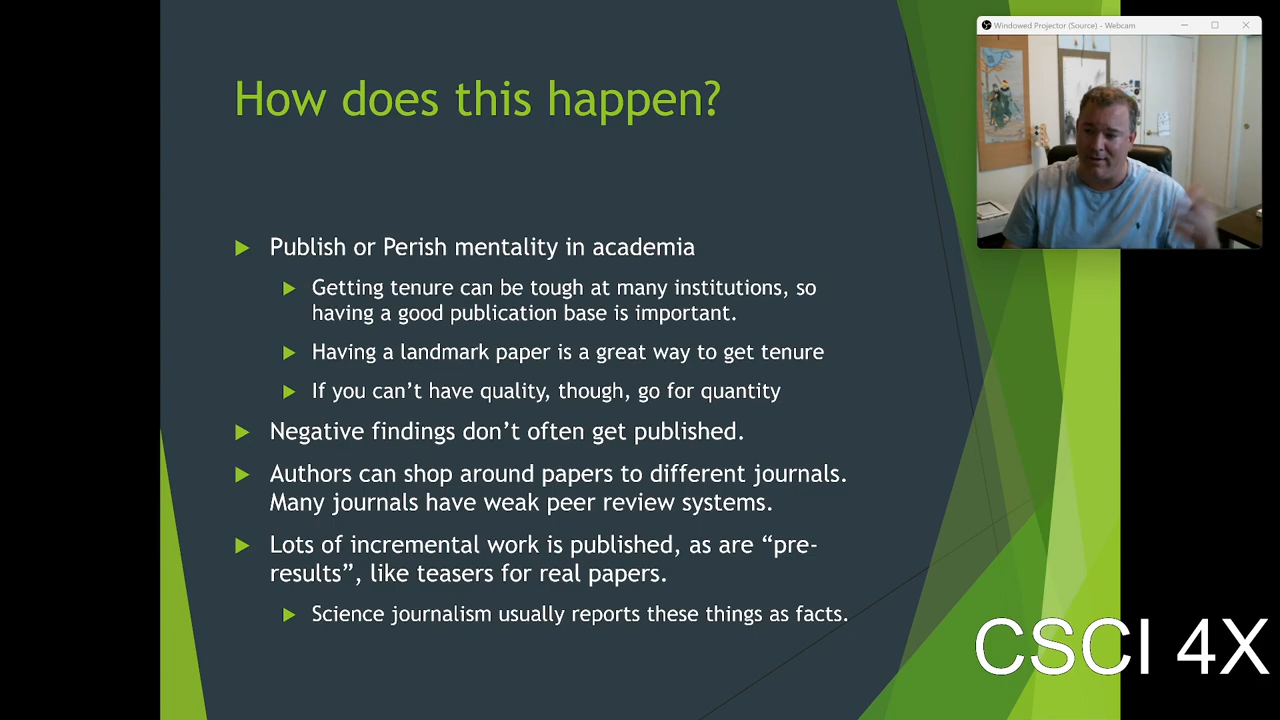 How does this happen?
Windowed Projector (Source) - Webcam
Publish or Perish mentality in academia
Getting tenure can be tough at many institutions, so
having a good publication base is important.
Having a landmark paper is a great way to get tenure
If you can’t have quality, though, go for quantity
Negative findings don’t often get published.
Authors can shop around papers to different journals.
Many journals have weak peer review systems.
Lots of incremental work is published, as are “pre-
results”, like teasers for real papers.
Science journalism usually reports these things as facts.
CSCI 4X